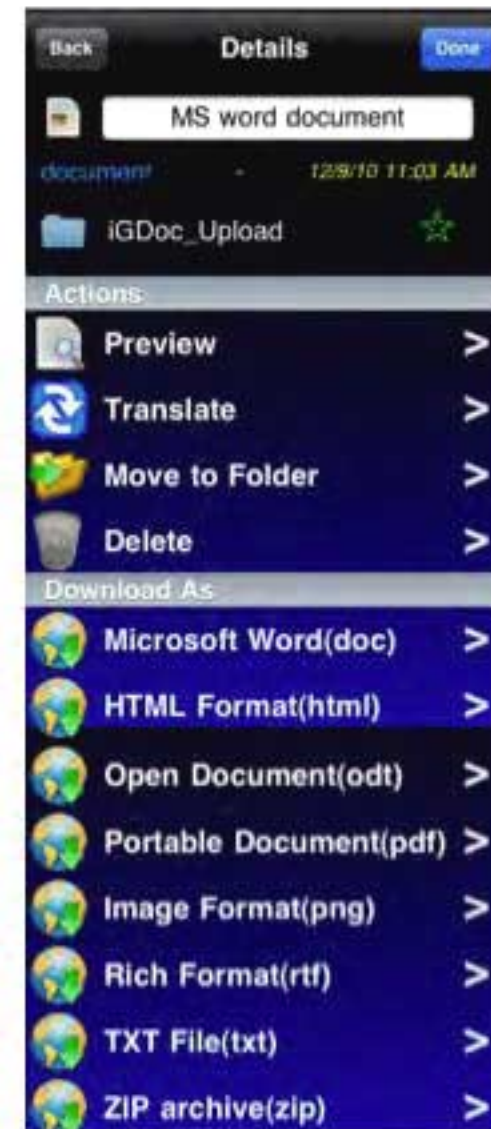 Back Details Done
MS word document
document - 12/9/10 11:03 AM
iGDoc_Upload
Actions
Preview >
Translate >
Move to Folder >
Delete >
Download As
Microsoft Word(doc) >
HTML Format(html) >
Open Document(odt) >
Portable Document(pdf) >
Image Format(png) >
Rich Format(rtf) >
TXT File(txt) >
ZIP archive(zip) >